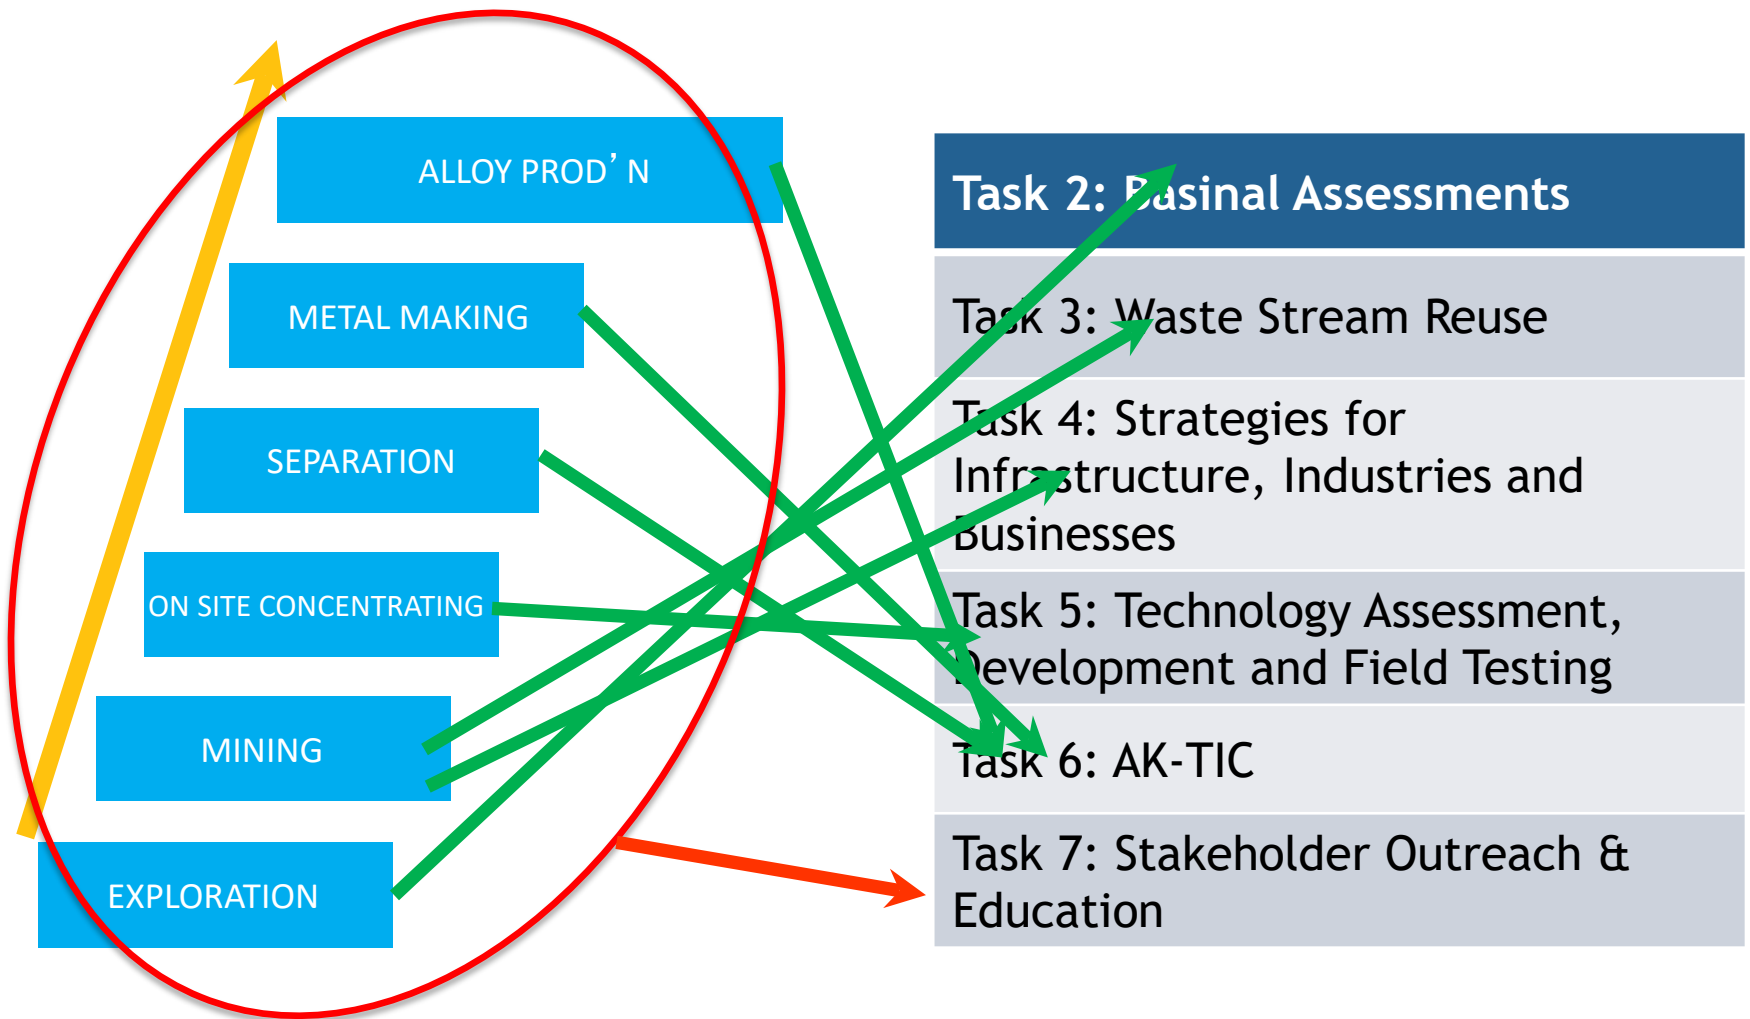 ALLOY PROD’N
METAL MAKING
SEPARATION
ON SITE CONCENTRATING
MINING
EXPLORATION
Task 2: Basinal Assessments
Task 3: Waste Stream Reuse
Task 4: Strategies for
Infrastructure, Industries and
Businesses
Task 5: Technology Assessment,
Development and Field Testing
Task 6: AK-TIC
Task 7: Stakeholder Outreach &
Education